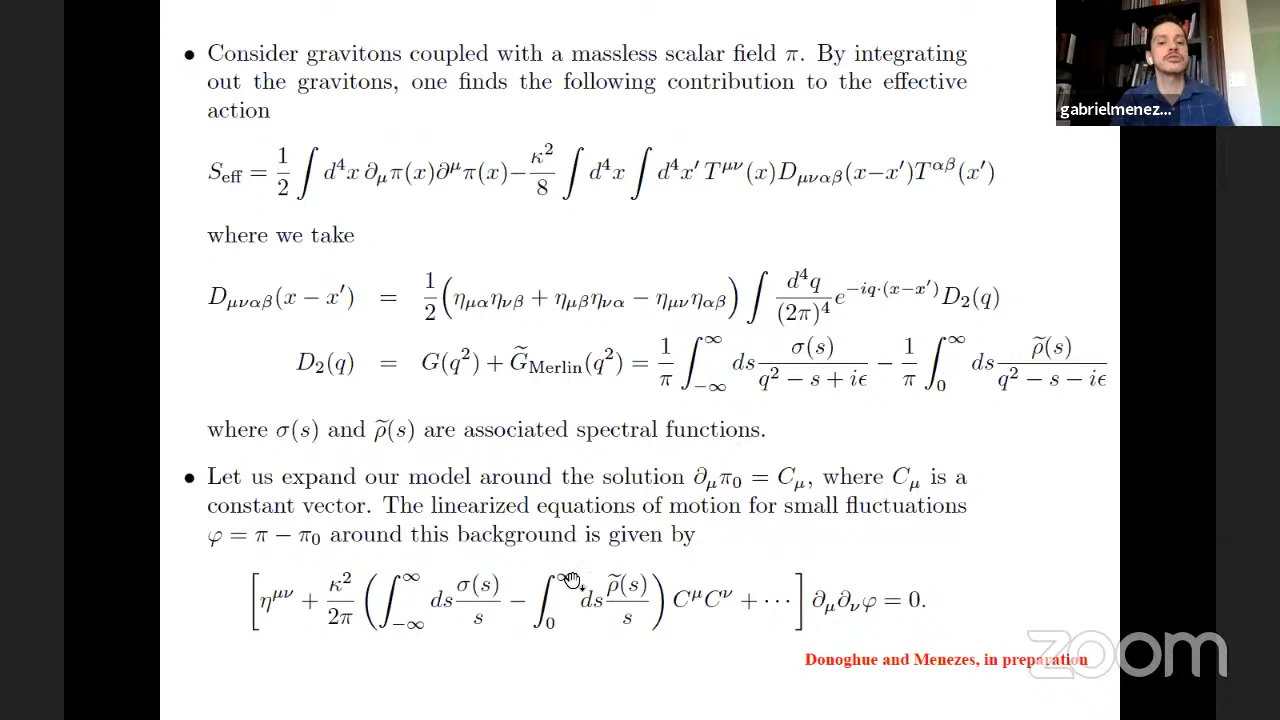 gabrielmenez...
• Consider gravitons coupled with a massless scalar field π. By integrating
out the gravitons, one finds the following contribution to the effective
action
S_eff = 1/2 ∫ d⁴x ∂_μπ(x)∂^μπ(x) − κ²/8 ∫ d⁴x ∫ d⁴x′ T^{μν}(x)D_{μναβ}(x−x′)T^{αβ}(x′)
where we take
D_{μναβ}(x − x′) = 1/2 (η_{μα}η_{νβ} + η_{μβ}η_{να} − η_{μν}η_{αβ}) ∫ d⁴q/(2π)⁴ e^{−iq·(x−x′)} D₂(q)
D₂(q) = G(q²) + G̃_Merlin(q²) = 1/π ∫_{−∞}^{∞} ds σ(s)/(q² − s + iϵ) − 1/π ∫_0^∞ ds ρ̃(s)/(q² − s − iϵ)
where σ(s) and ρ̃(s) are associated spectral functions.
• Let us expand our model around the solution ∂_μπ₀ = C_μ, where C_μ is a
constant vector. The linearized equations of motion for small fluctuations
φ = π − π₀ around this background is given by
[η^{μν} + κ²/2π (∫_{−∞}^{∞} ds σ(s)/s − ∫_0^∞ ds ρ̃(s)/s) C^μC^ν + ···] ∂_μ∂_νφ = 0.
Donoghue and Menezes, in preparation
zoom